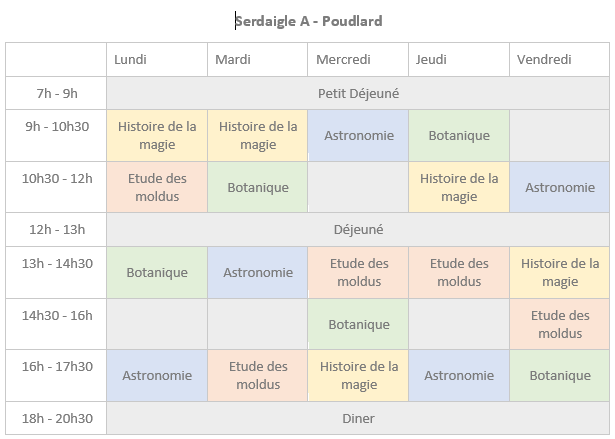 Serdaigle A - Poudlard
Lundi Mardi Mercredi Jeudi Vendredi
7h - 9h Petit Déjeuné
9h - 10h30 Histoire de la magie Histoire de la magie Astronomie Botanique
10h30 - 12h Etude des moldus Botanique Histoire de la magie Astronomie
12h - 13h Déjeuné
13h - 14h30 Botanique Astronomie Etude des moldus Etude des moldus Histoire de la magie
14h30 - 16h Botanique Etude des moldus
16h - 17h30 Astronomie Etude des moldus Histoire de la magie Astronomie Botanique
18h - 20h30 Diner